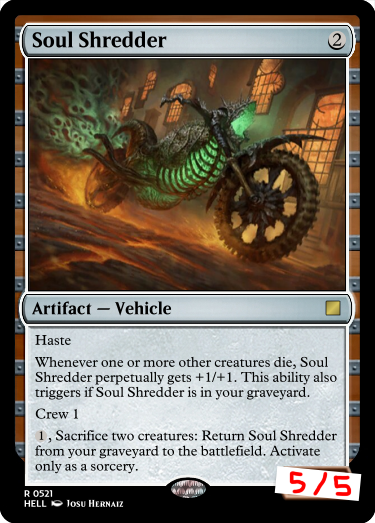 Soul Shredder 2
Artifact — Vehicle
Haste
Whenever one or more other creatures die, Soul
Shredder perpetually gets +1/+1. This ability also
triggers if Soul Shredder is in your graveyard.
Crew 1
1, Sacrifice two creatures: Return Soul Shredder
from your graveyard to the battlefield. Activate
only as a sorcery.
5/5
R 0521
HELL Josu Hernaiz